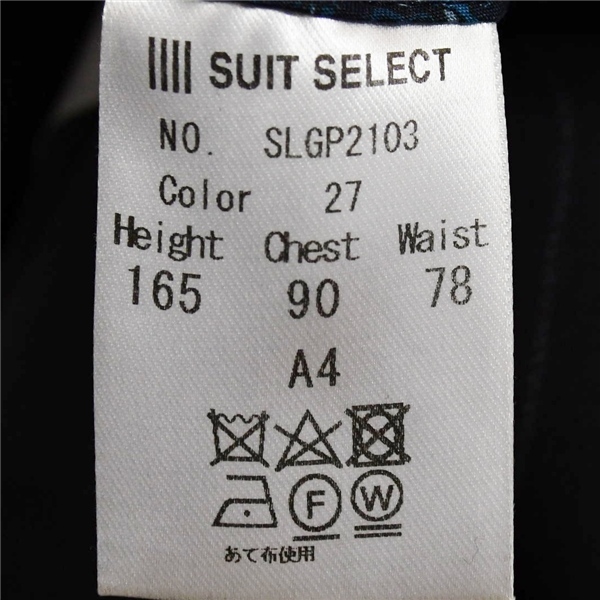 SUIT SELECT
NO. SLGP2103
Color 27
Height Chest Waist
165 90 78
A4
F W
あて布使用